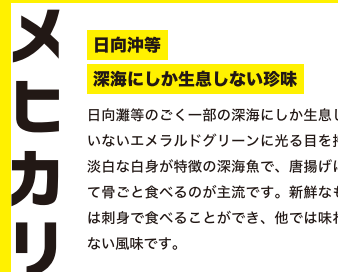 メヒカリ
日向沖等
深海にしか生息しない珍味
日向灘等のごく一部の深海にしか生息し
いないエメラルドグリーンに光る目を持
淡白な白身が特徴の深海魚で、唐揚げに
て骨ごと食べるのが主流です。新鮮なも
は刺身で食べることができ、他では味わ
ない風味です。